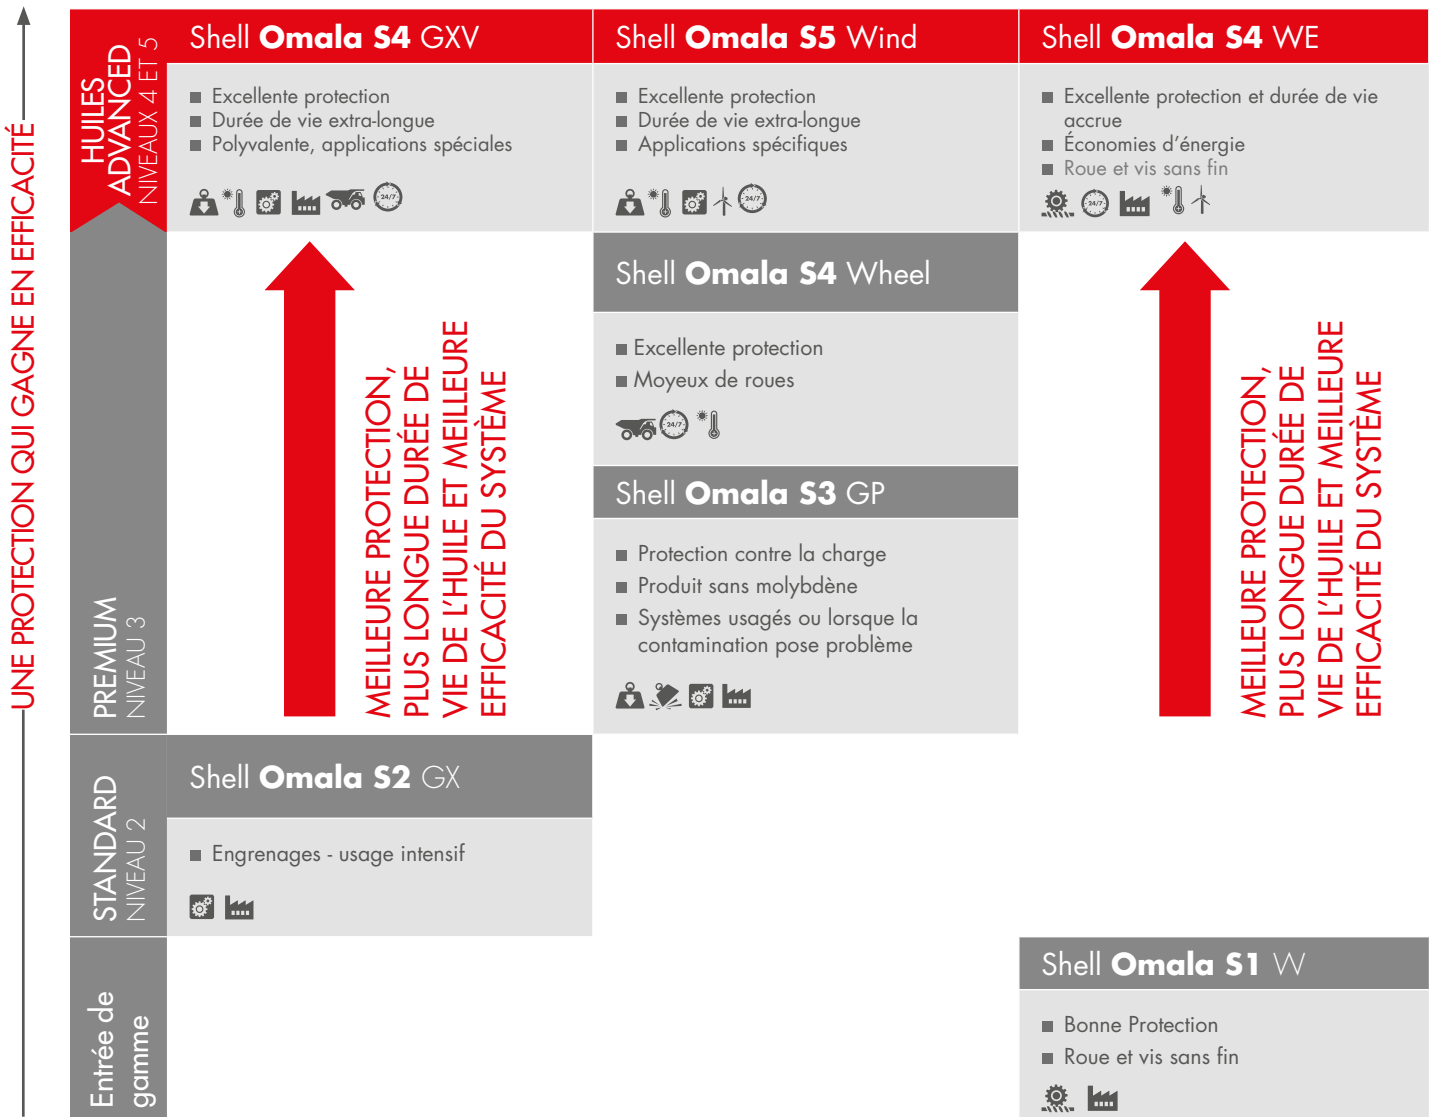 UNE PROTECTION QUI GAGNE EN EFFICACITÉ
HUILES
ADVANCED
NIVEAUX 4 ET 5
Shell Omala S4 GXV
Excellente protection
Durée de vie extra-longue
Polyvalente, applications spéciales
24/7
Shell Omala S5 Wind
Excellente protection
Durée de vie extra-longue
Applications spécifiques
24/7
Shell Omala S4 WE
Excellente protection et durée de vie
accrue
Économies d’énergie
Roue et vis sans fin
24/7
PREMIUM
NIVEAU 3
MEILLEURE PROTECTION,
PLUS LONGUE DURÉE DE
VIE DE L’HUILE ET MEILLEURE
EFFICACITÉ DU SYSTÈME
Shell Omala S4 Wheel
Excellente protection
Moyeux de roues
24/7
Shell Omala S3 GP
Protection contre la charge
Produit sans molybdène
Systèmes usagés ou lorsque la
contamination pose problème
MEILLEURE PROTECTION,
PLUS LONGUE DURÉE DE
VIE DE L’HUILE ET MEILLEURE
EFFICACITÉ DU SYSTÈME
STANDARD
NIVEAU 2
Shell Omala S2 GX
Engrenages - usage intensif
Entrée de
gamme
Shell Omala S1 W
Bonne Protection
Roue et vis sans fin